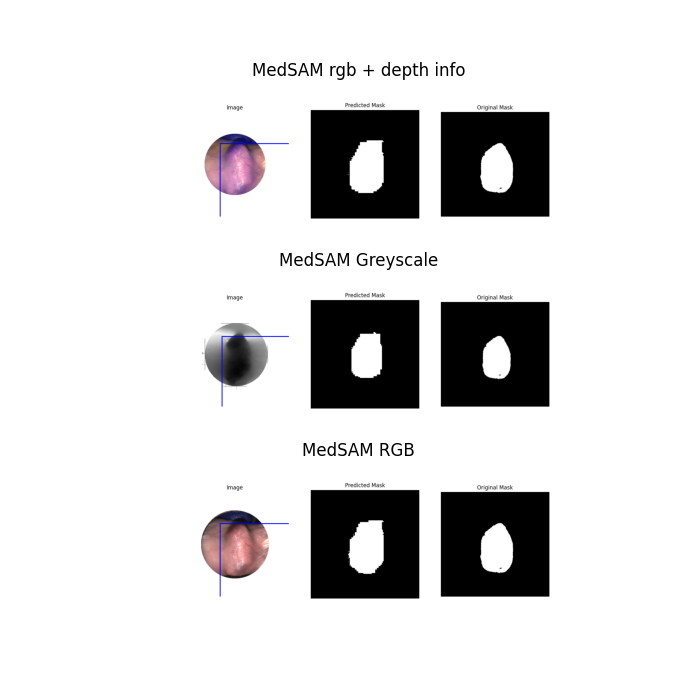 MedSAM rgb + depth info
Image
Predicted Mask
Original Mask
MedSAM Greyscale
Image
Predicted Mask
Original Mask
MedSAM RGB
Image
Predicted Mask
Original Mask